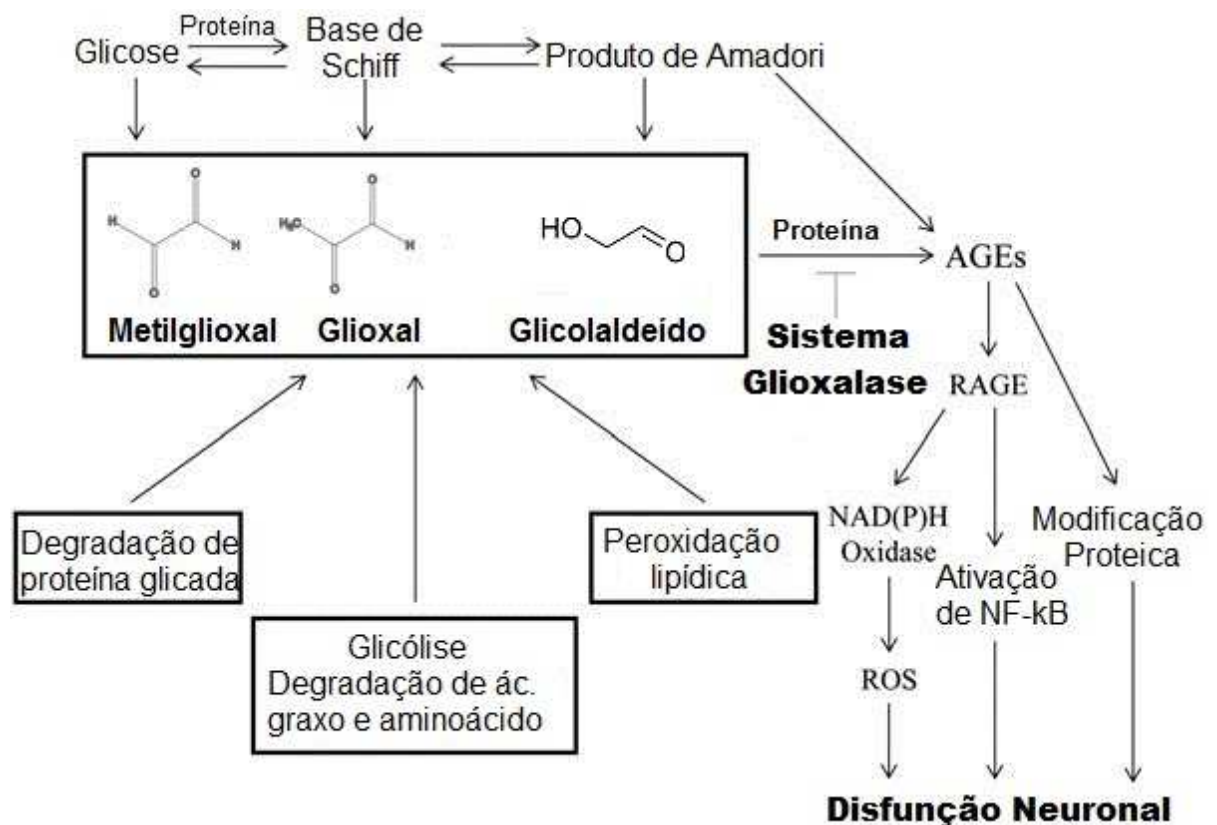 Glicose
Proteína
Base de
Schiff
Produto de Amadori
O
H
H
O
O
H₃C
H
O
HO
O
Metilglioxal
Glioxal
Glicolaldeído
Proteína
AGEs
Sistema
Glioxalase
RAGE
Degradação de
proteína glicada
Glicólise
Degradação de ác.
graxo e aminoácido
Peroxidação
lipídica
NAD(P)H
Oxidase
Ativação
de NF-kB
Modificação
Proteica
ROS
Disfunção Neuronal